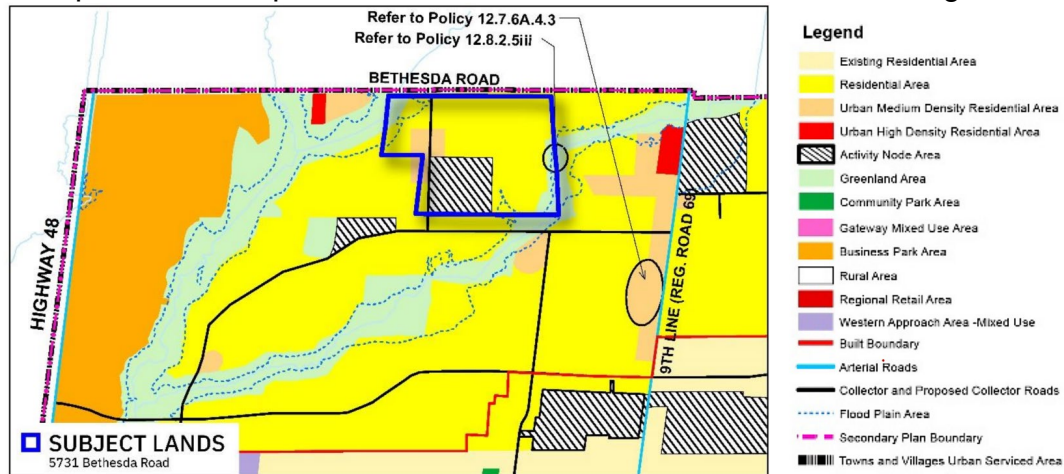 Refer to Policy 12.7.6A.4.3
Refer to Policy 12.8.2.5iii
BETHESDA ROAD
HIGHWAY 48
9TH LINE (REG. ROAD 69)
SUBJECT LANDS
5731 Bethesda Road
Legend
Existing Residential Area
Residential Area
Urban Medium Density Residential Area
Urban High Density Residential Area
Activity Node Area
Greenland Area
Community Park Area
Gateway Mixed Use Area
Business Park Area
Rural Area
Regional Retail Area
Western Approach Area -Mixed Use
Built Boundary
Arterial Roads
Collector and Proposed Collector Roads
Flood Plain Area
Secondary Plan Boundary
Towns and Villages Urban Serviced Area